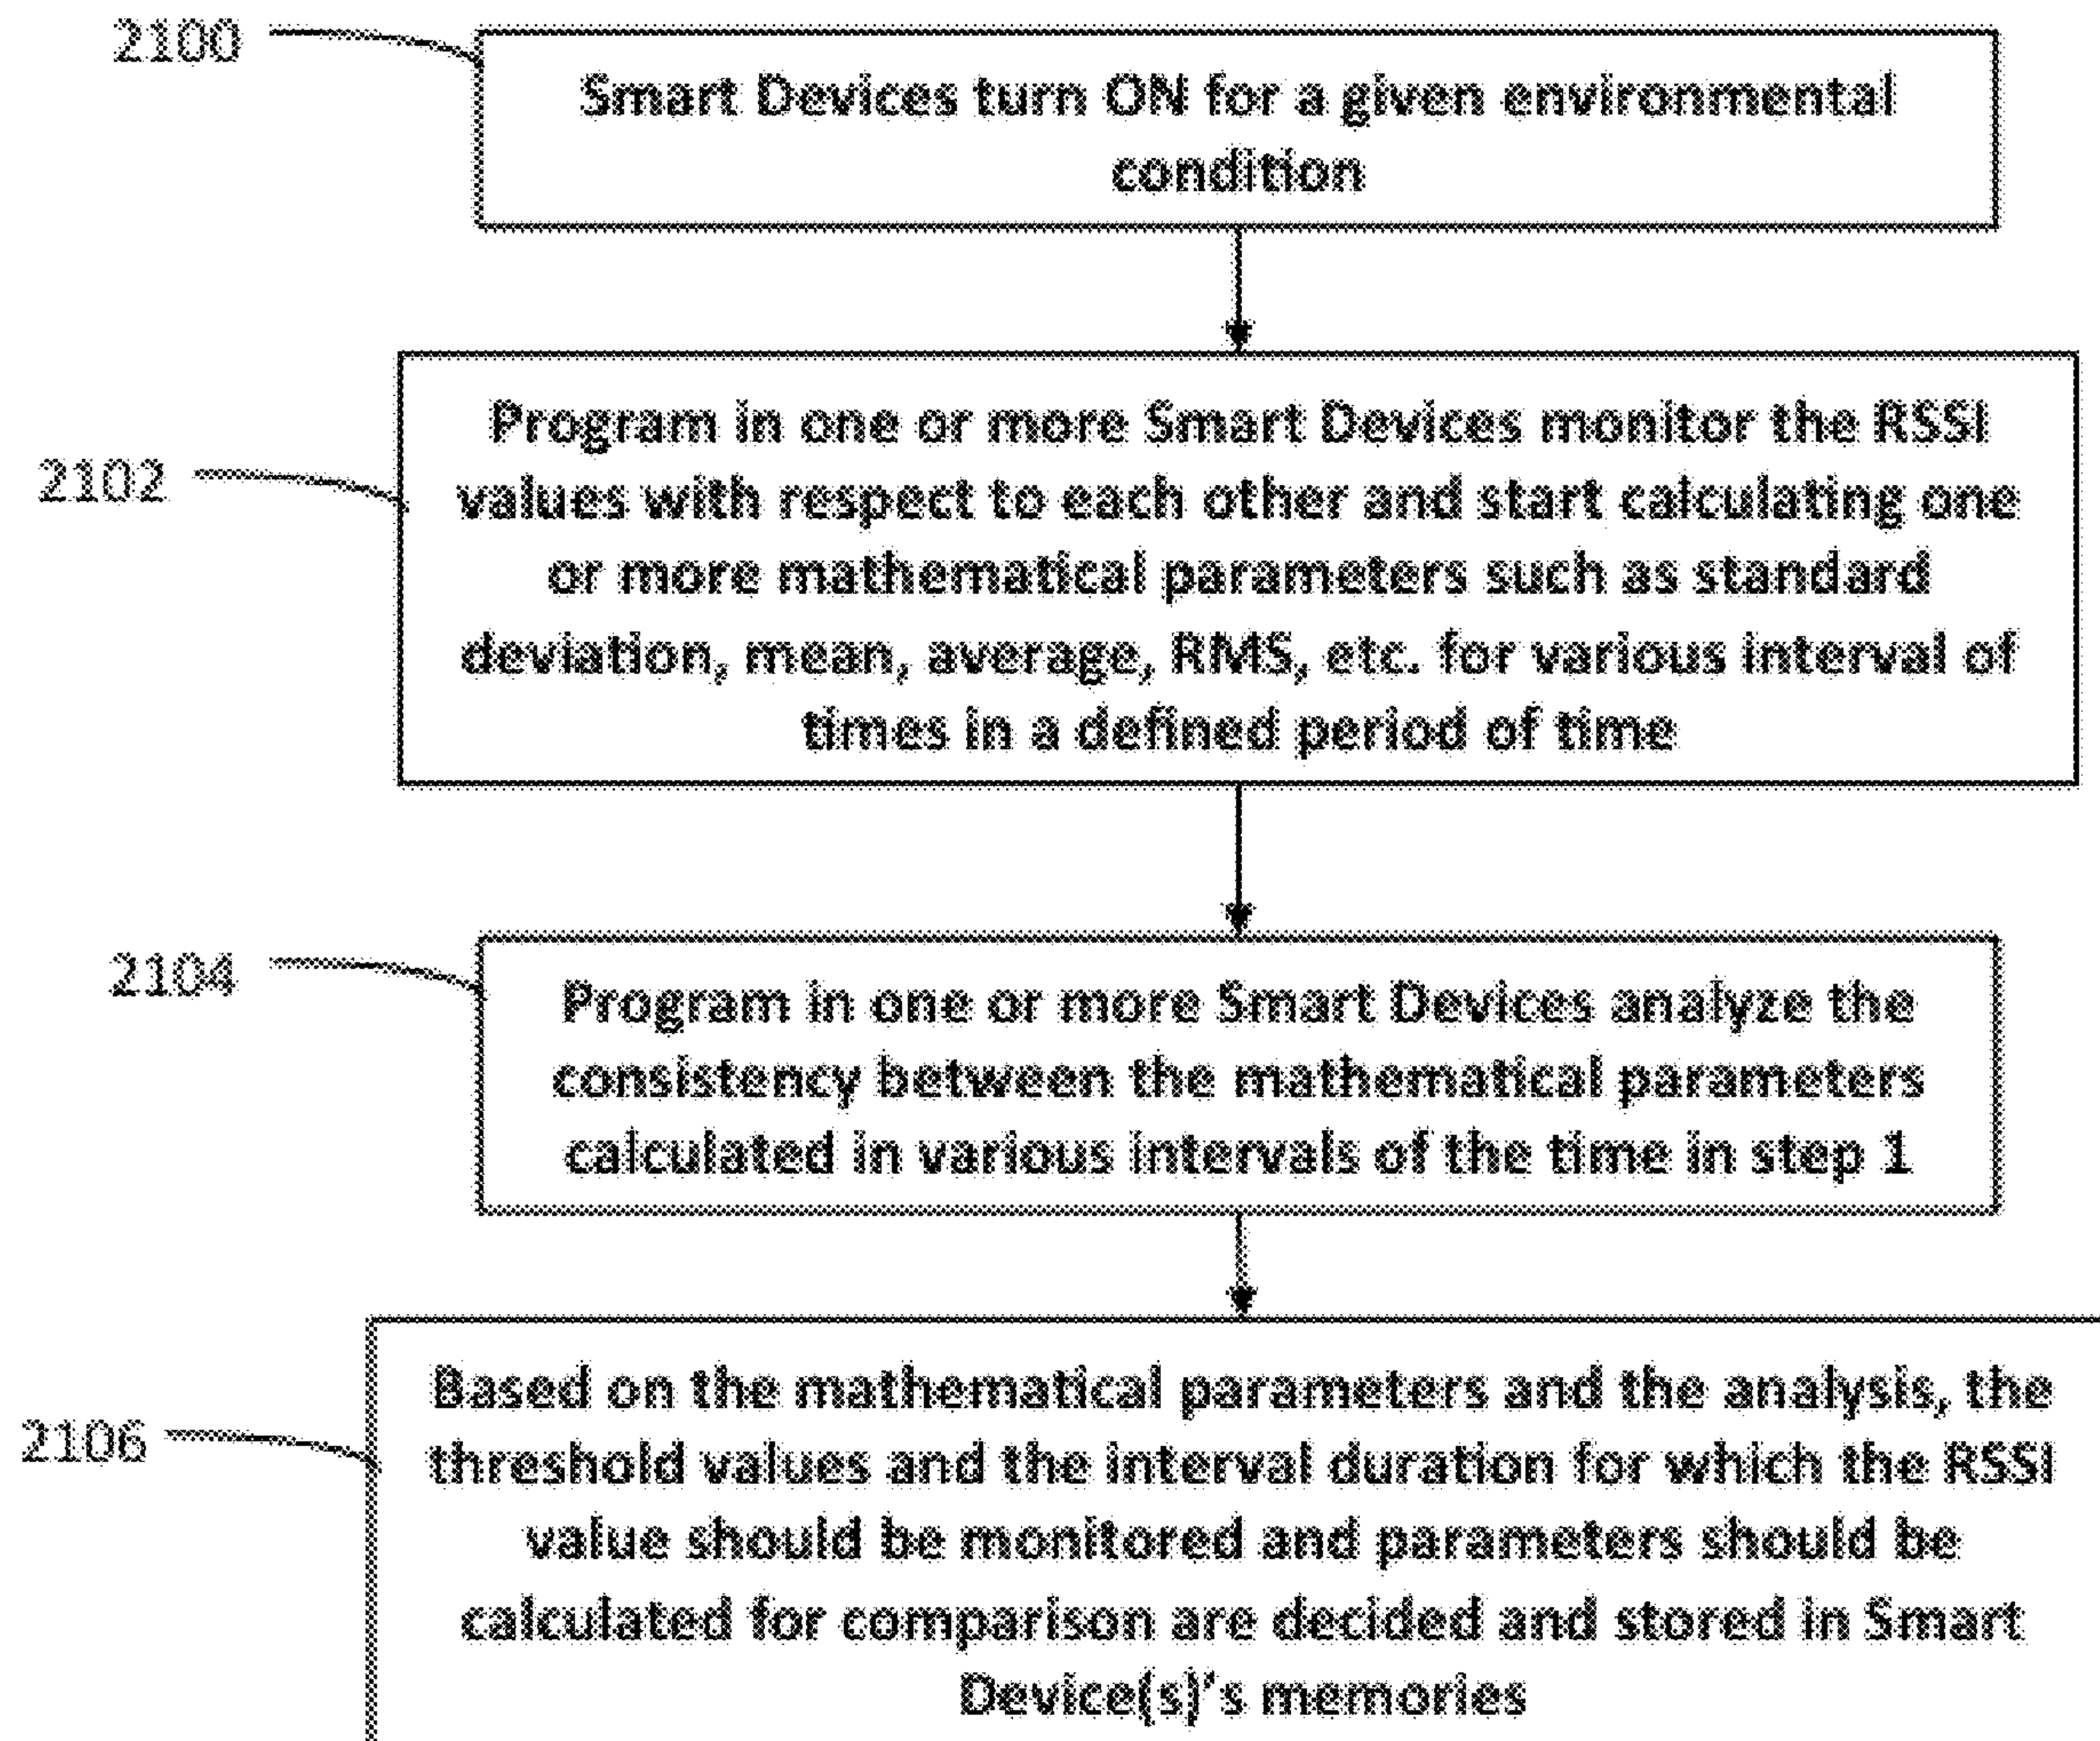 2100
Smart Devices turn ON for a given environmental
condition
2102
Program in one or more Smart Devices monitor the RSSI
values with respect to each other and start calculating one
or more mathematical parameters such as standard
deviation, mean, average, RMS, etc. for various interval of
times in a defined period of time
2104
Program in one or more Smart Devices analyze the
consistency between the mathematical parameters
calculated in various intervals of the time in step 1
2106
Based on the mathematical parameters and the analysis, the
threshold values and the interval duration for which the RSSI
value should be monitored and parameters should be
calculated for comparison are decided and stored in Smart
Device(s)'s memories